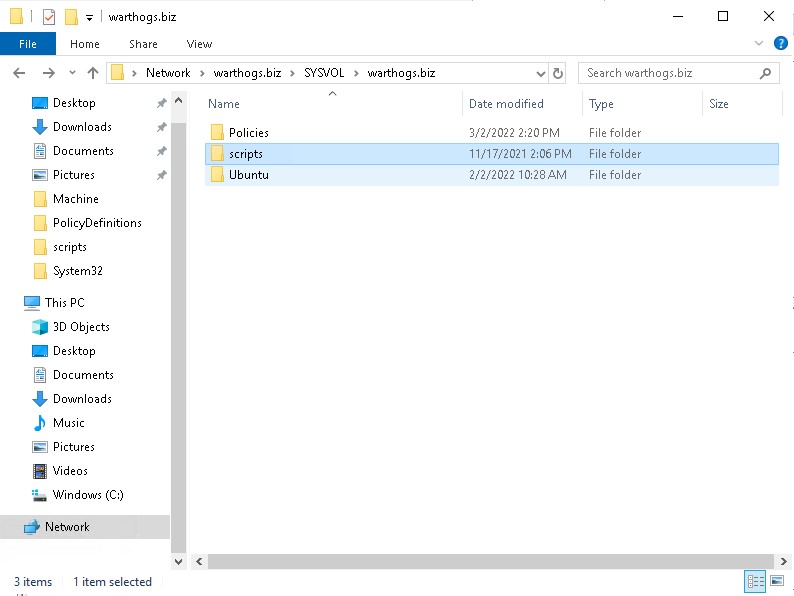 warthogs.biz
File Home Share View
Network warthogs.biz SYSVOL warthogs.biz Search warthogs.biz
Name Date modified Type Size
Policies 3/2/2022 2:20 PM File folder
scripts 11/17/2021 2:06 PM File folder
Ubuntu 2/2/2022 10:28 AM File folder
Desktop
Downloads
Documents
Pictures
Machine
PolicyDefinitions
scripts
System32
This PC
3D Objects
Desktop
Documents
Downloads
Music
Pictures
Videos
Windows (C:)
Network
3 items 1 item selected